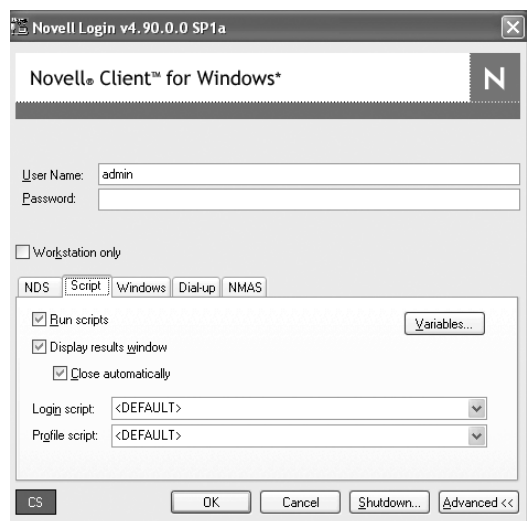 Novell Login v4.90.0.0 SP1a
Novell® Client™ for Windows*
N
User Name: admin
Password:
Workstation only
NDS Script Windows Dial-up NMAS
Run scripts Variables...
Display results window
Close automatically
Login script: <DEFAULT>
Profile script: <DEFAULT>
CS OK Cancel Shutdown... Advanced <<